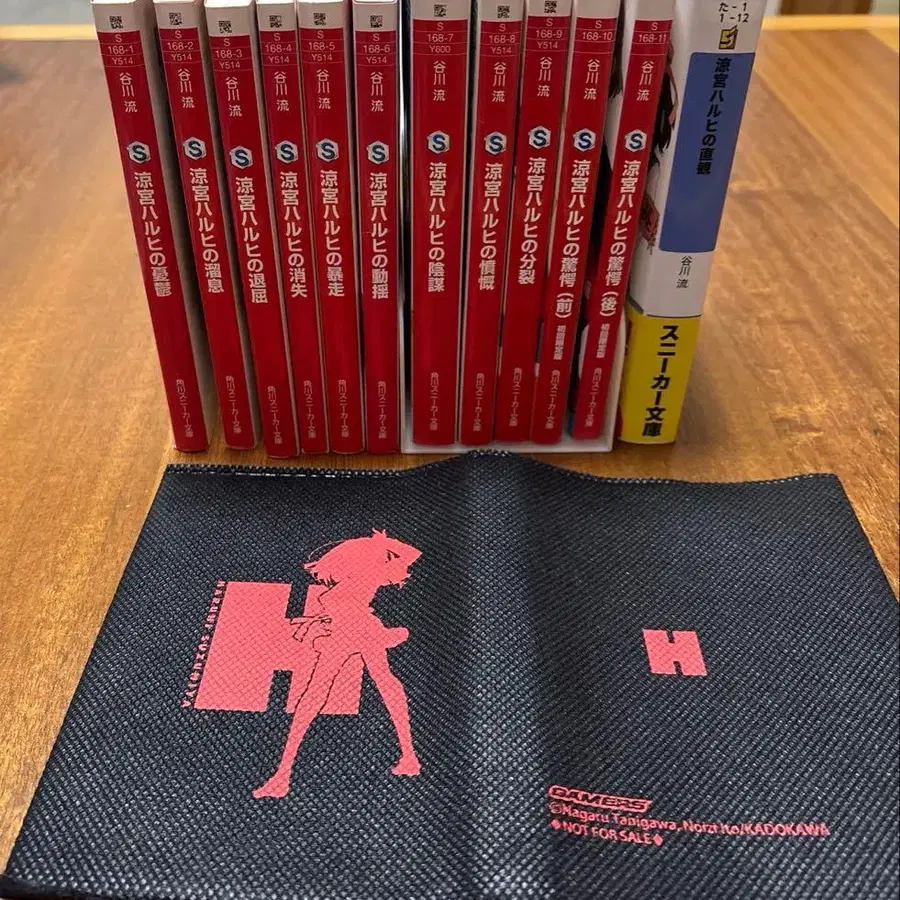 S
168-1
Y514
谷川 流
S
涼宮ハルヒの憂鬱
角川スニーカー文庫
S
168-2
Y514
谷川 流
S
涼宮ハルヒの溜息
角川スニーカー文庫
S
168-3
Y514
谷川 流
S
涼宮ハルヒの退屈
角川スニーカー文庫
S
168-4
Y514
谷川 流
S
涼宮ハルヒの消失
角川スニーカー文庫
S
168-5
Y514
谷川 流
S
涼宮ハルヒの暴走
角川スニーカー文庫
S
168-6
Y514
谷川 流
S
涼宮ハルヒの動揺
角川スニーカー文庫
S
168-7
Y600
谷川 流
S
涼宮ハルヒの陰謀
角川スニーカー文庫
S
168-8
Y514
谷川 流
S
涼宮ハルヒの憤慨
角川スニーカー文庫
S
168-9
Y514
谷川 流
S
涼宮ハルヒの分裂
角川スニーカー文庫
S
168-10
谷川 流
S
涼宮ハルヒの驚愕（前）
初回限定版
角川スニーカー文庫
S
168-11
谷川 流
S
涼宮ハルヒの驚愕（後）
初回限定版
角川スニーカー文庫
た-1
1-12
S
涼宮ハルヒの直観
谷川 流
スニーカー文庫
HARUHI SUZUMIYA
H
H
GAMERS
©Nagaru Tanigawa, Noizi Ito/KADOKAWA
◆NOT FOR SALE◆